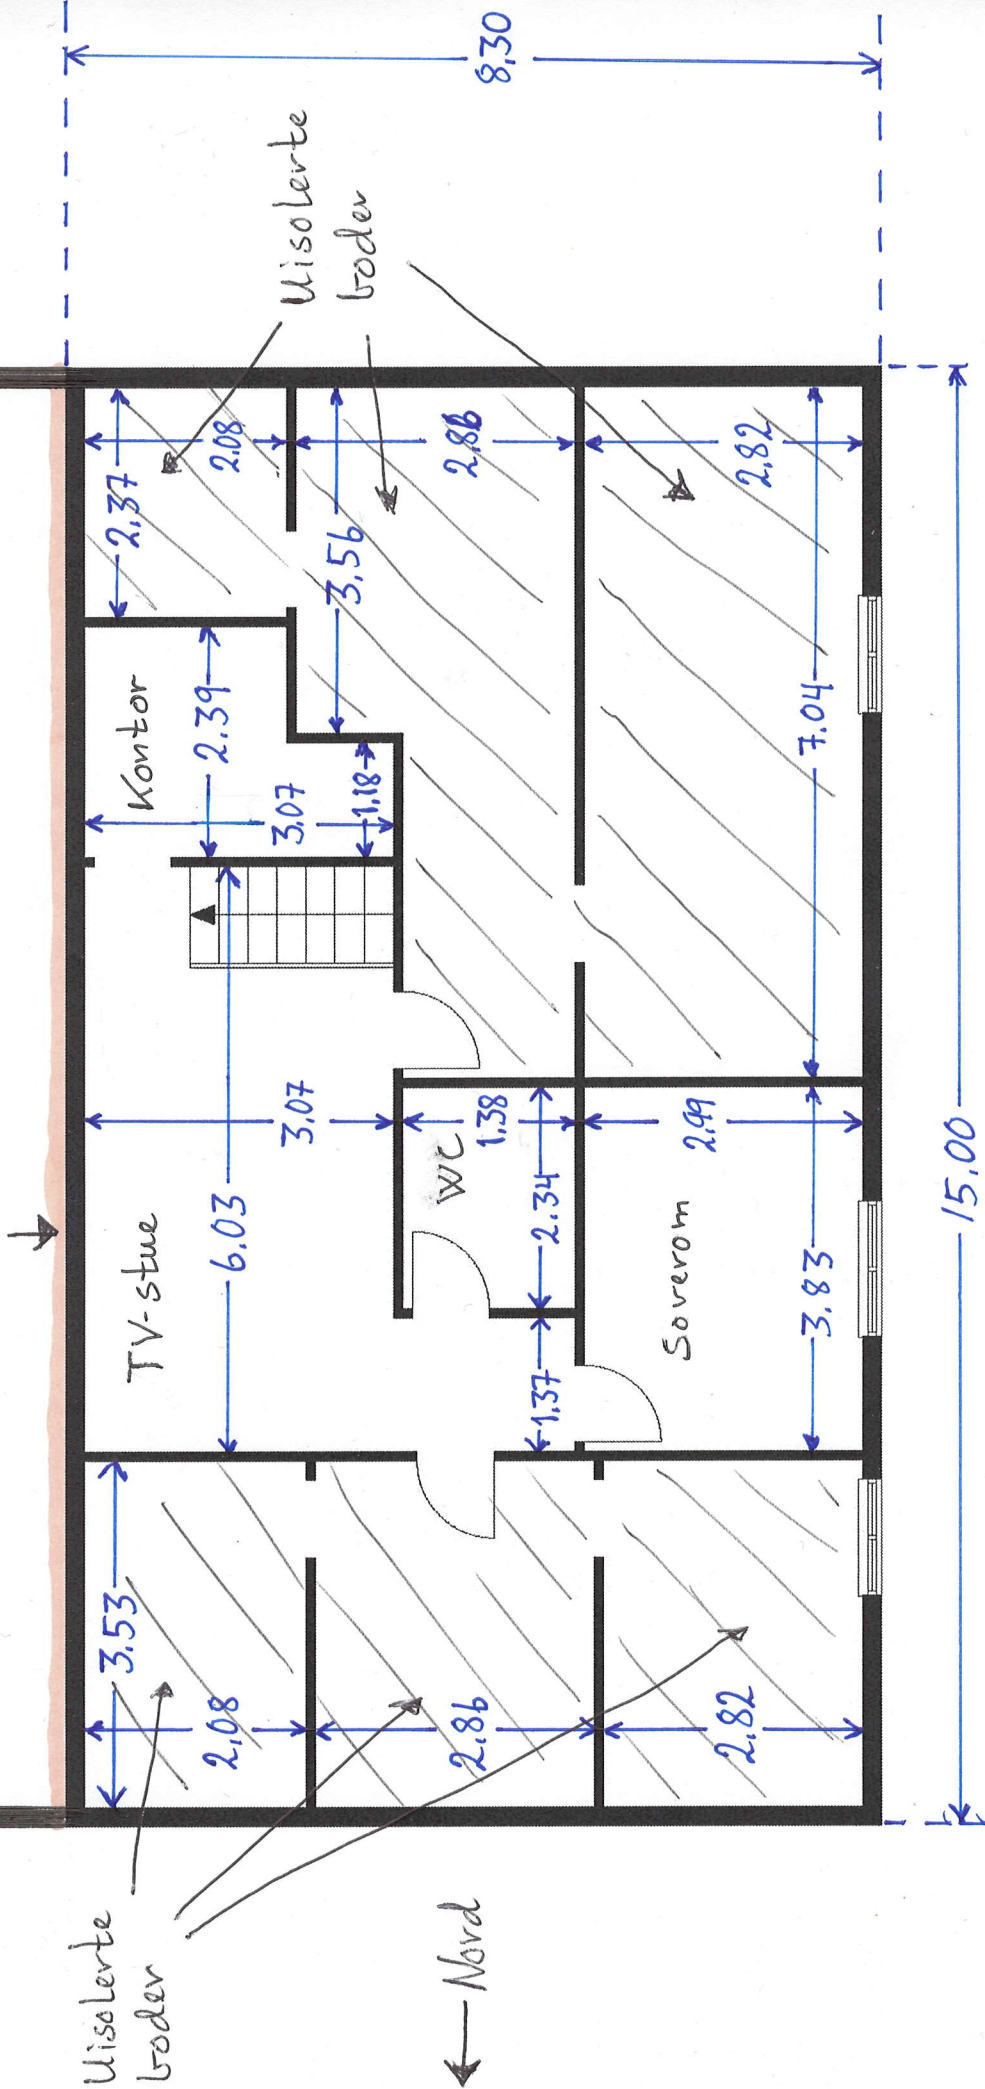 Uisolerte
boder
3.53
2.08
2.86
2.82
TV-stue
6.03
3.07
1.37
2.34
1.38
WC
Soverom
3.83
2.99
Kontor
2.39
3.07
1.18
2.37
2.08
3.56
2.86
7.04
2.82
Uisolerte
boder
8,30
15,00
Nord